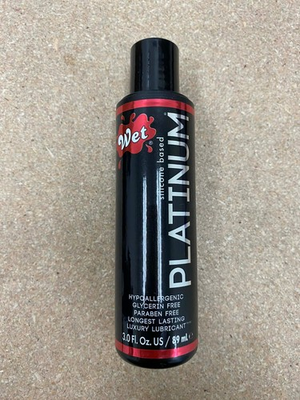 Wet
silicone based
PLATINUM
HYPOALLERGENIC
GLYCERIN FREE
PARABEN FREE
LONGEST LASTING
LUXURY LUBRICANT
3.0 Fl. Oz. US / 89 mL e